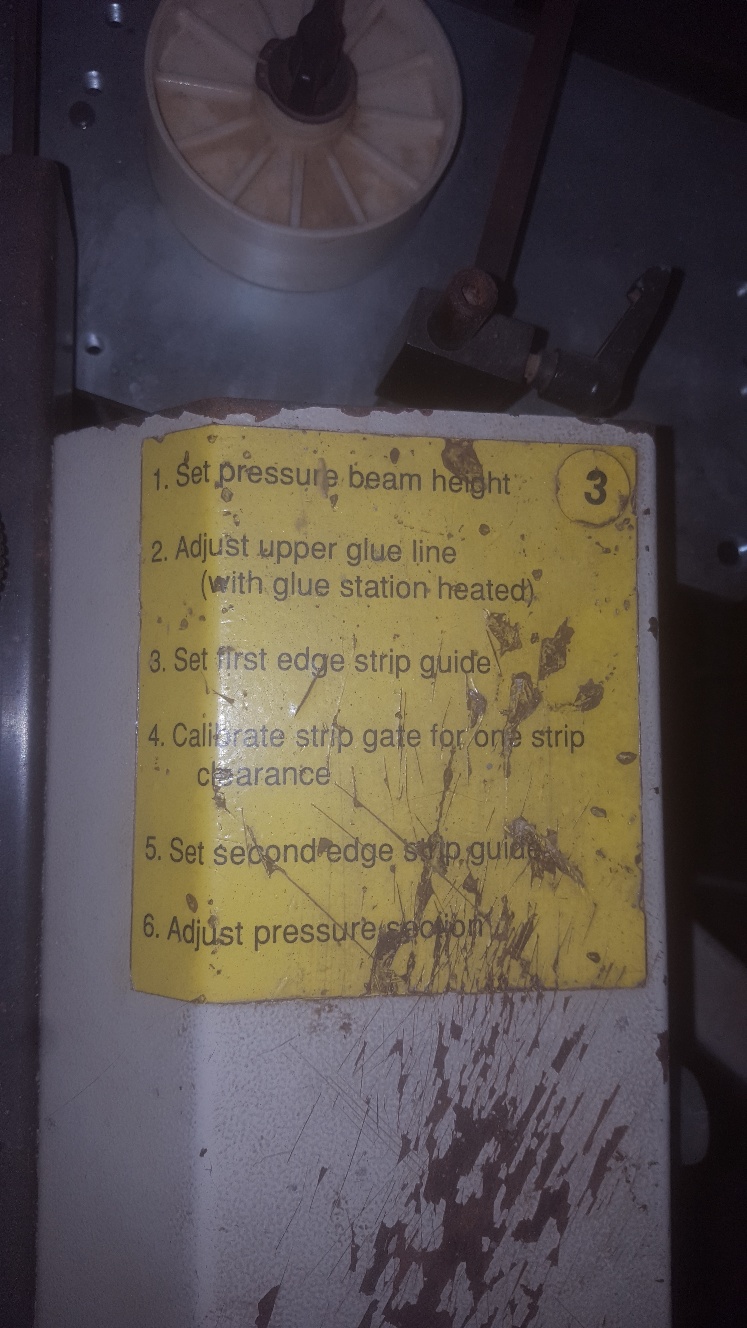 3
1. Set pressure beam height
2. Adjust upper glue line
(with glue station heated)
3. Set first edge strip guide
4. Calibrate strip gate for one strip
clearance
5. Set second edge strip guide
6. Adjust pressure section